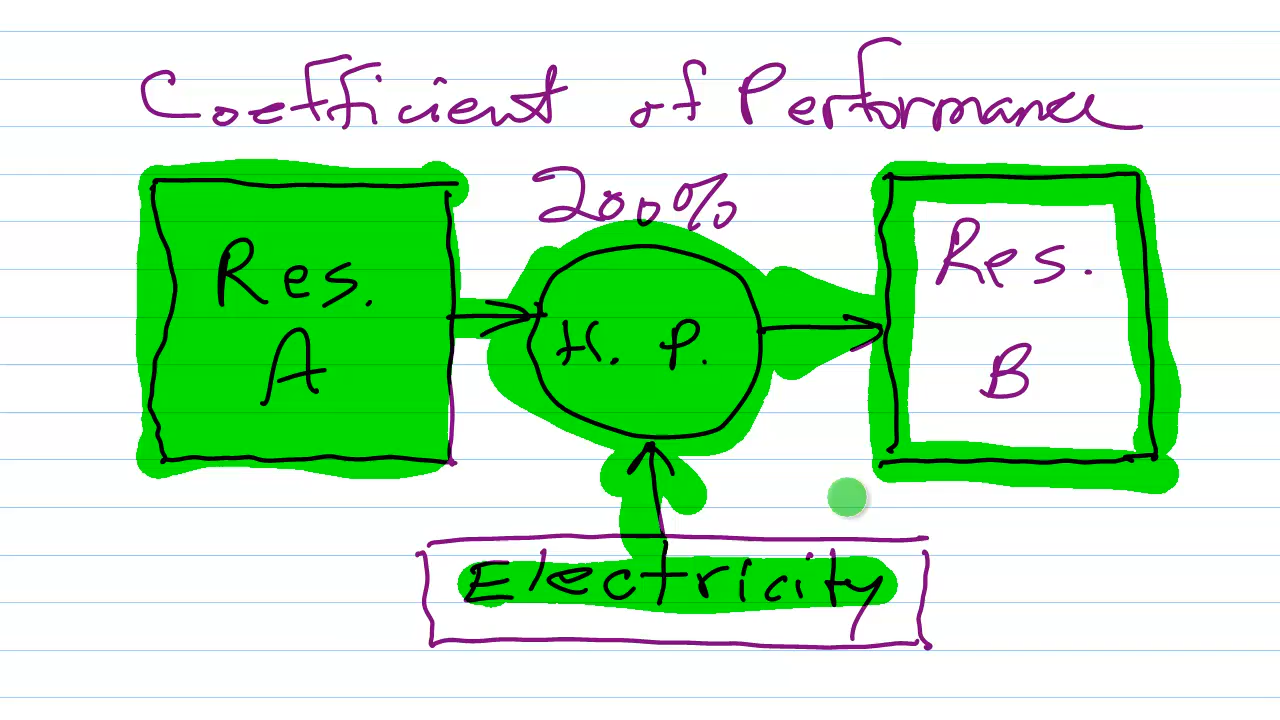 Coefficient of Performance
200%
Res.
A
H. P.
Res.
B
Electricity